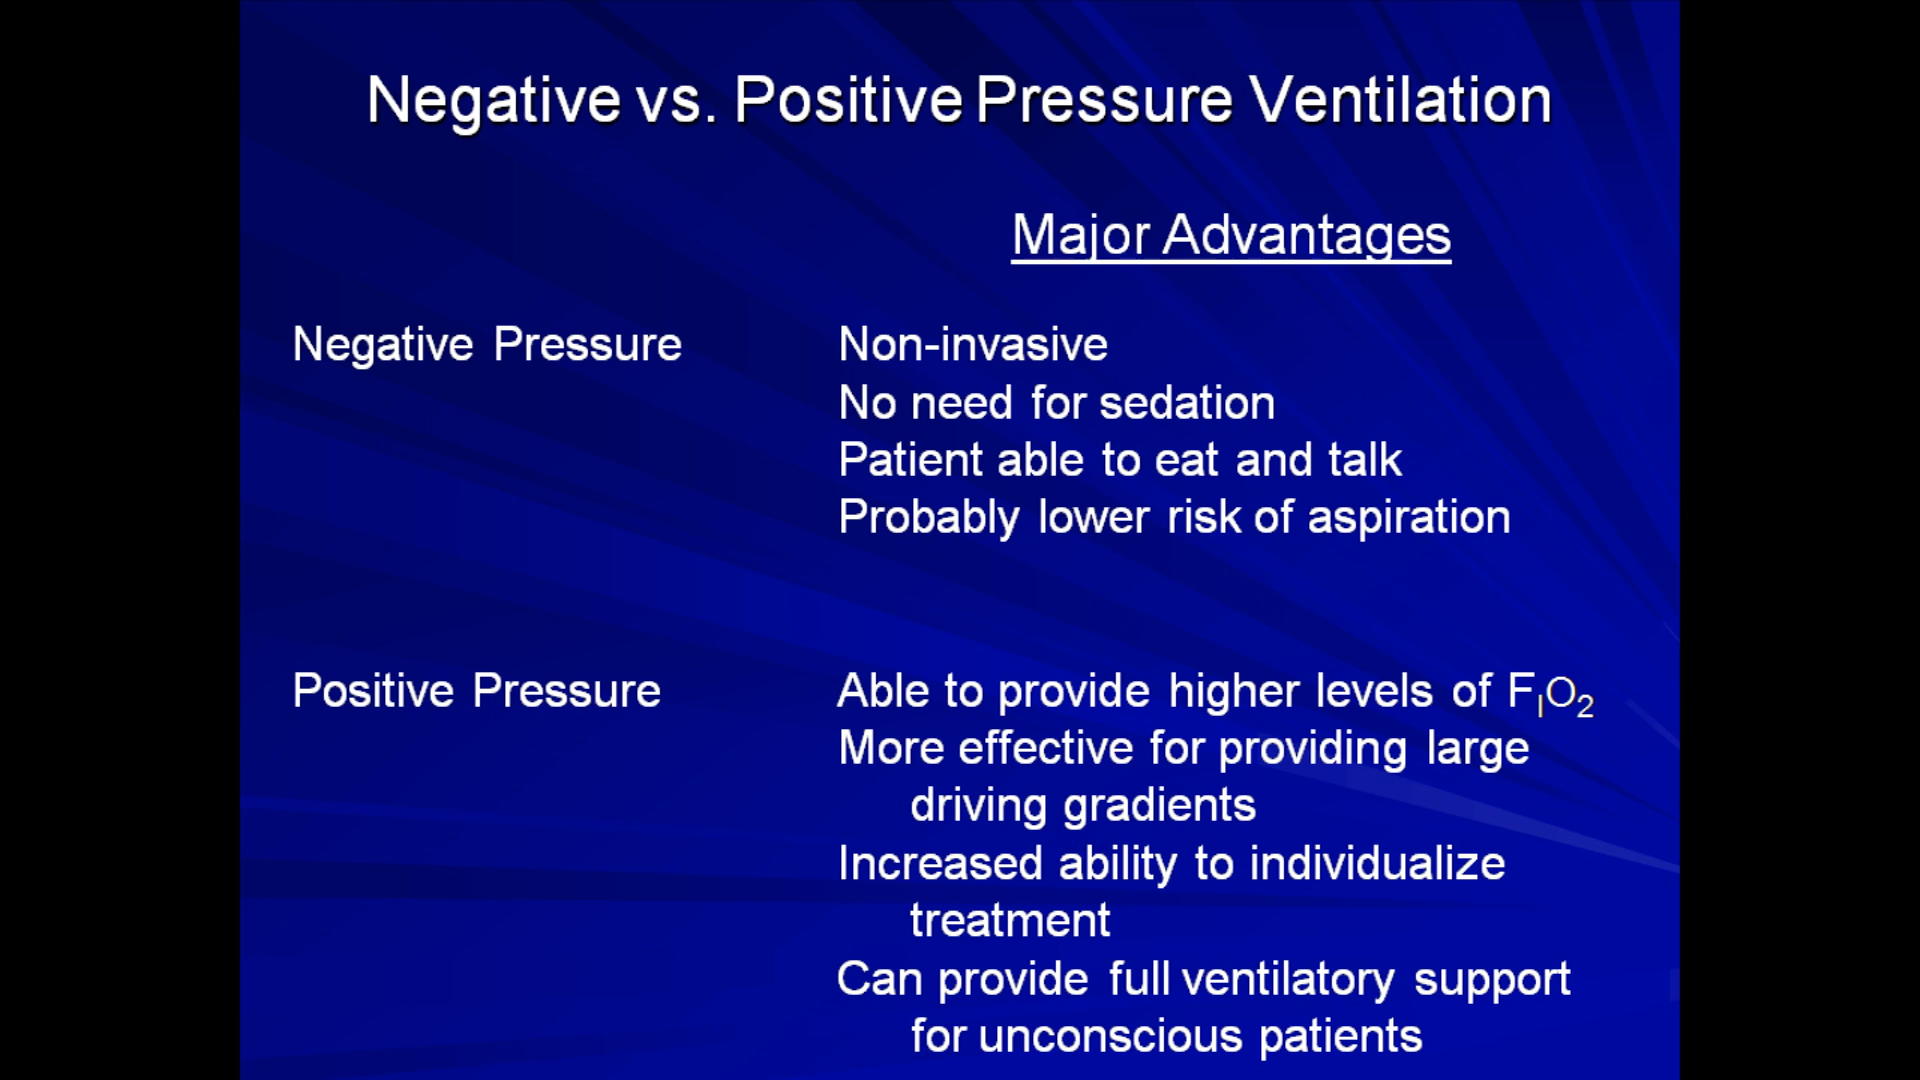 Negative vs. Positive Pressure Ventilation
Major Advantages
Negative Pressure
Non-invasive
No need for sedation
Patient able to eat and talk
Probably lower risk of aspiration
Positive Pressure
Able to provide higher levels of FIO2
More effective for providing large
driving gradients
Increased ability to individualize
treatment
Can provide full ventilatory support
for unconscious patients